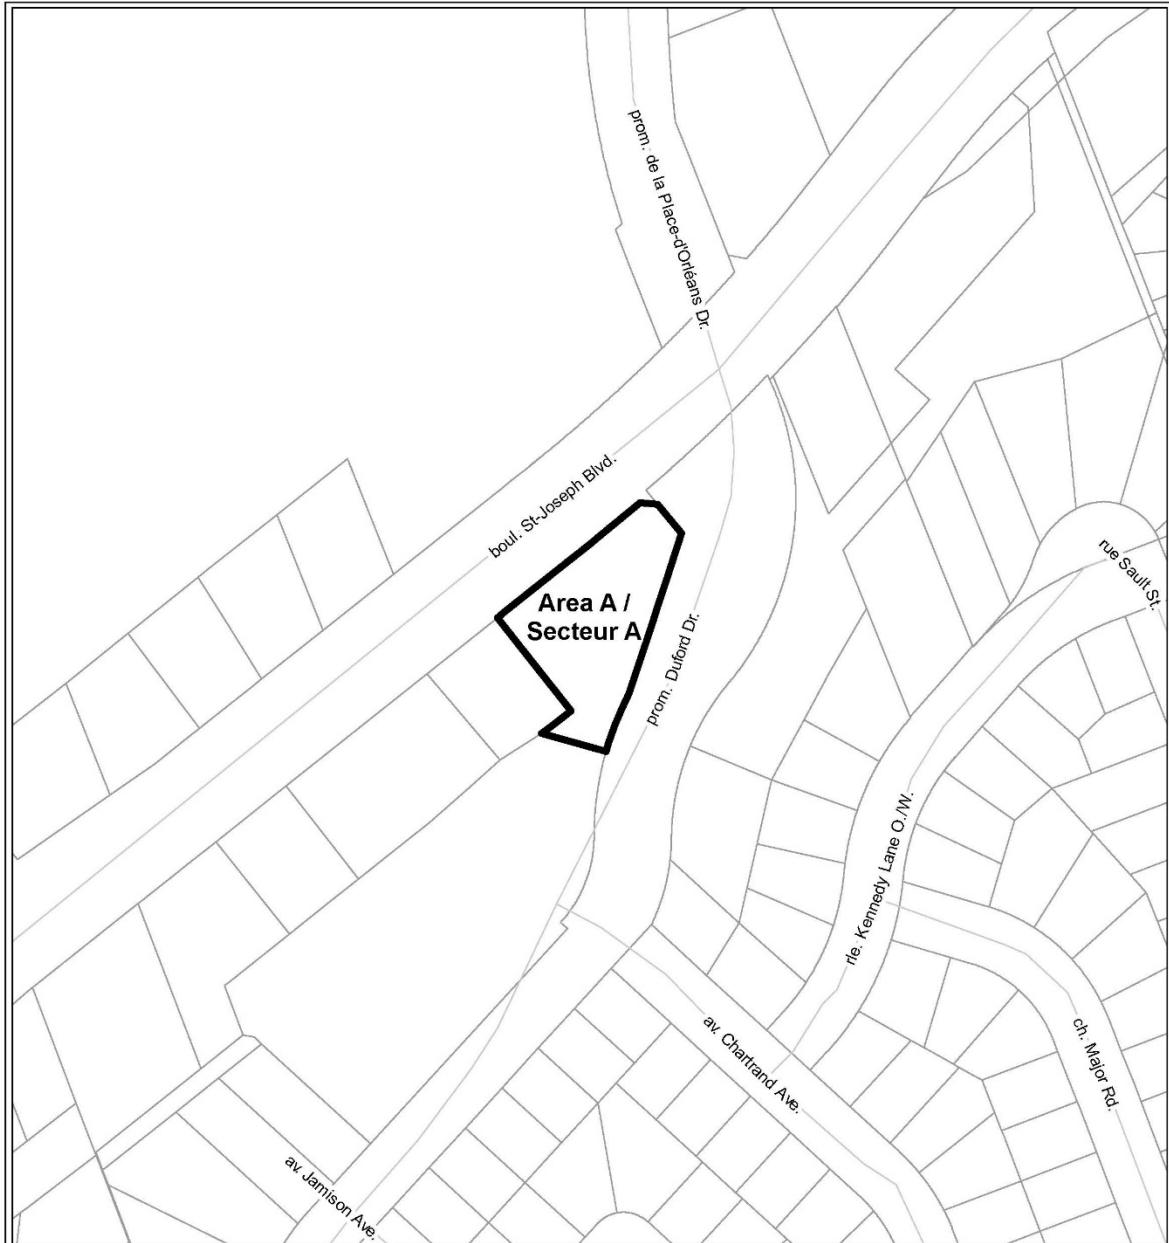 prom. de la Place-d'Orléans Dr.
boul. St-Joseph Blvd.
rue Sault St.
Area A /
Secteur A
prom. Duford Dr.
rle. Kennedy Lane O./W.
av. Chartrand Ave.
ch. Major Rd.
av. Jamison Ave.